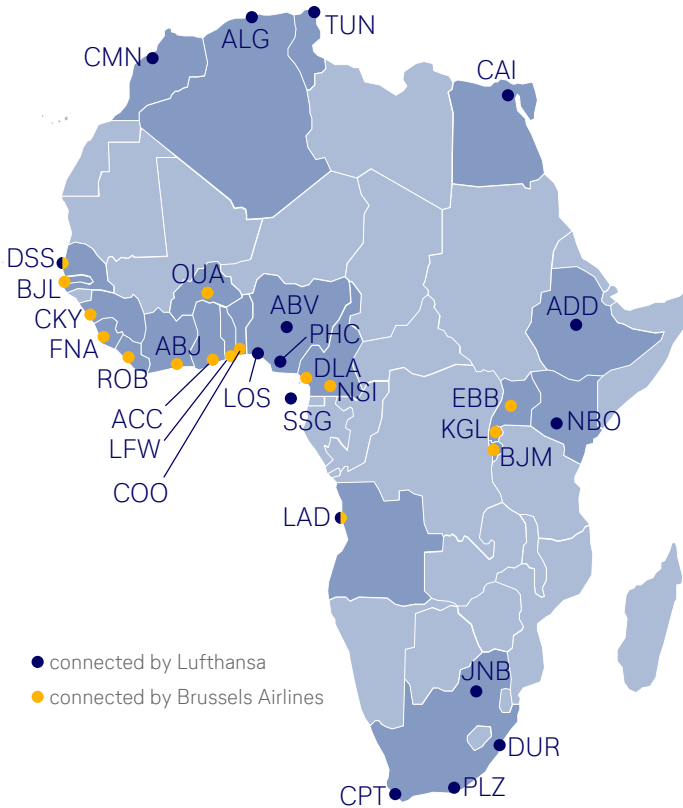 TUN
ALG
CMN
CAI
DSS
OUA
BJL
ABV
ADD
CKY
PHC
FNA
ABJ
ROB
DLA
NSI
LOS
EBB
ACC
SSG
NBO
KGL
LFW
BJM
COO
LAD
connected by Lufthansa
JNB
connected by Brussels Airlines
DUR
PLZ
CPT